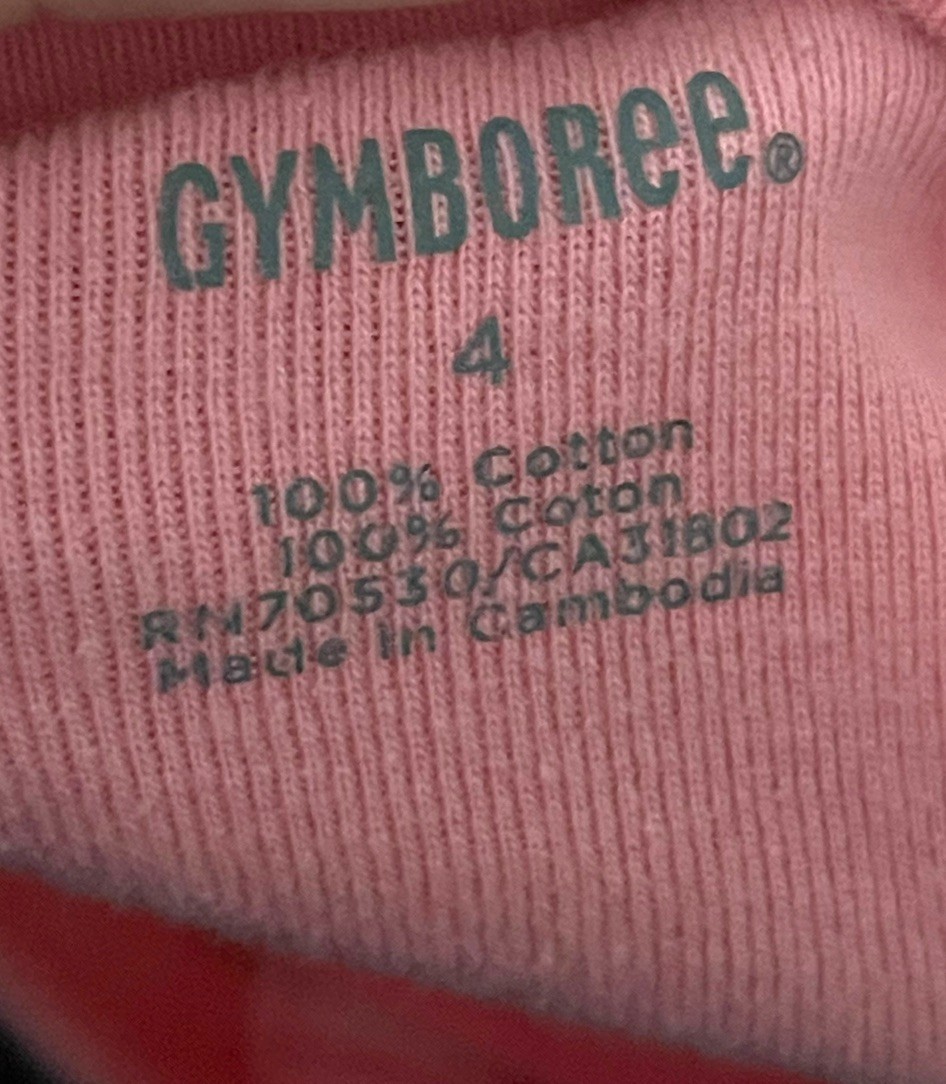 GYMBOREE®
4
100% Cotton
100% Coton
RN70530/CA31802
Made In Cambodia